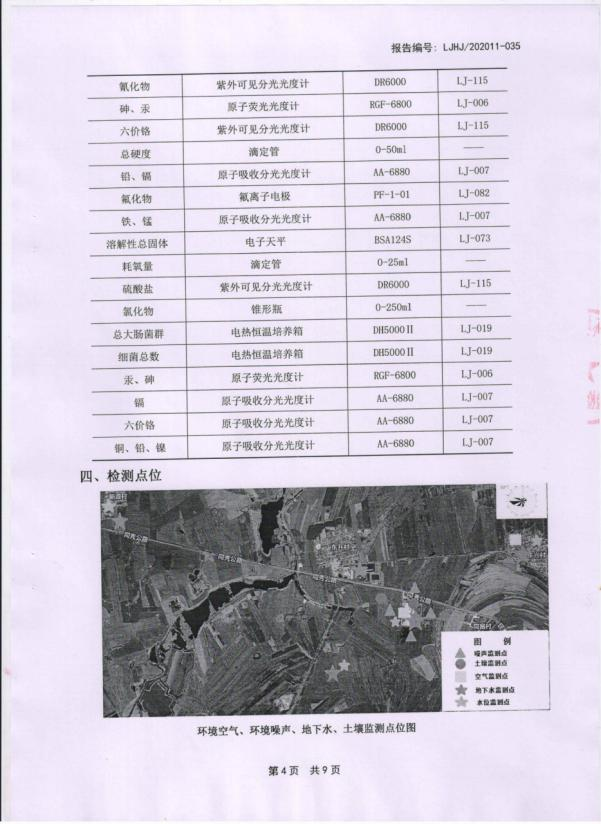 报告编号：LJHJ/202011-035
氰化物 紫外可见分光光度计 DR6000 LJ-115
砷、汞 原子荧光光度计 RGF-6800 LJ-006
六价铬 紫外可见分光光度计 DR6000 LJ-115
总硬度 滴定管 0-50ml ——
铅、镉 原子吸收分光光度计 AA-6880 LJ-007
氟化物 氟离子电极 PF-1-01 LJ-082
铁、锰 原子吸收分光光度计 AA-6880 LJ-007
溶解性总固体 电子天平 BSA124S LJ-073
耗氧量 滴定管 0-25ml ——
硫酸盐 紫外可见分光光度计 DR6000 LJ-115
氯化物 锥形瓶 0-250ml ——
总大肠菌群 电热恒温培养箱 DH5000Ⅱ LJ-019
细菌总数 电热恒温培养箱 DH5000Ⅱ LJ-019
汞、砷 原子荧光光度计 RGF-6800 LJ-006
镉 原子吸收分光光度计 AA-6880 LJ-007
六价铬 原子吸收分光光度计 AA-6880 LJ-007
铜、铅、镍 原子吸收分光光度计 AA-6880 LJ-007
四、检测点位
图 例
噪声监测点
土壤监测点
空气监测点
地下水监测点
水位监测点
环境空气、环境噪声、地下水、土壤监测点位图
第 4 页 共 9 页